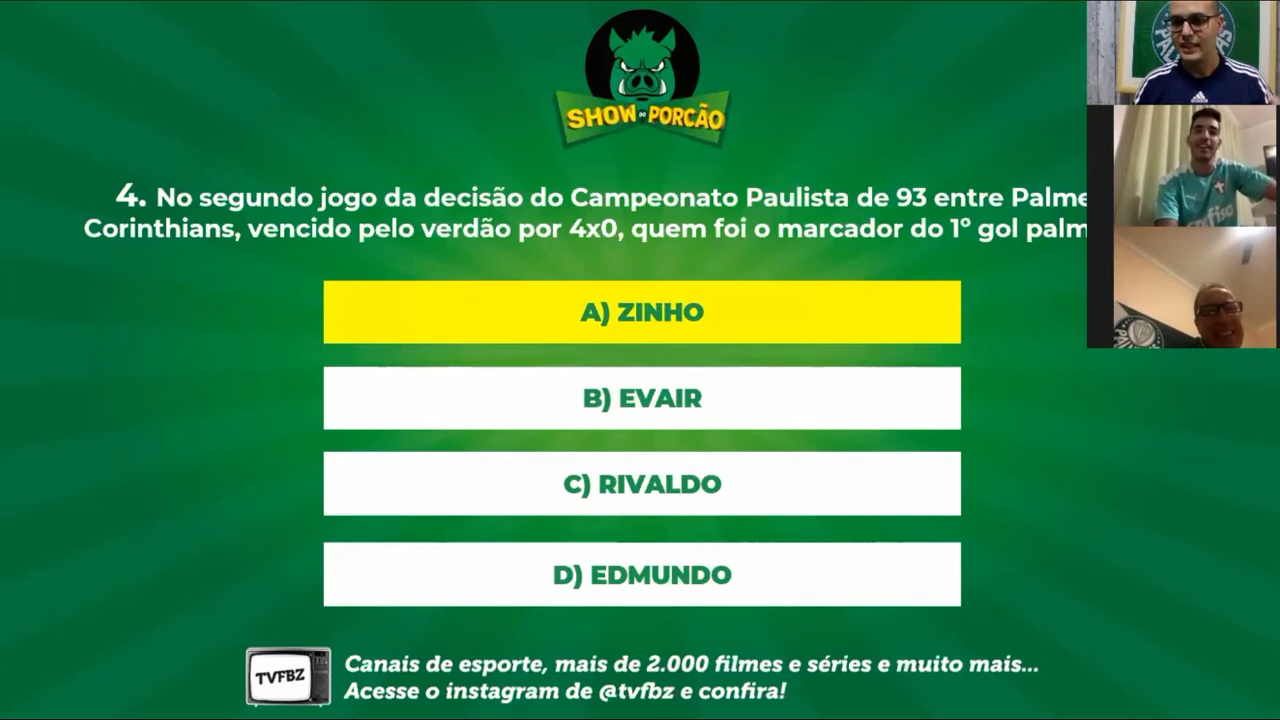 SHOW DO PORCÃO
4. No segundo jogo da decisão do Campeonato Paulista de 93 entre Palme
Corinthians, vencido pelo verdão por 4x0, quem foi o marcador do 1º gol palm
A) ZINHO
B) EVAIR
C) RIVALDO
D) EDMUNDO
TVFBZ
Canais de esporte, mais de 2.000 filmes e séries e muito mais...
Acesse o instagram de @tvfbz e confira!